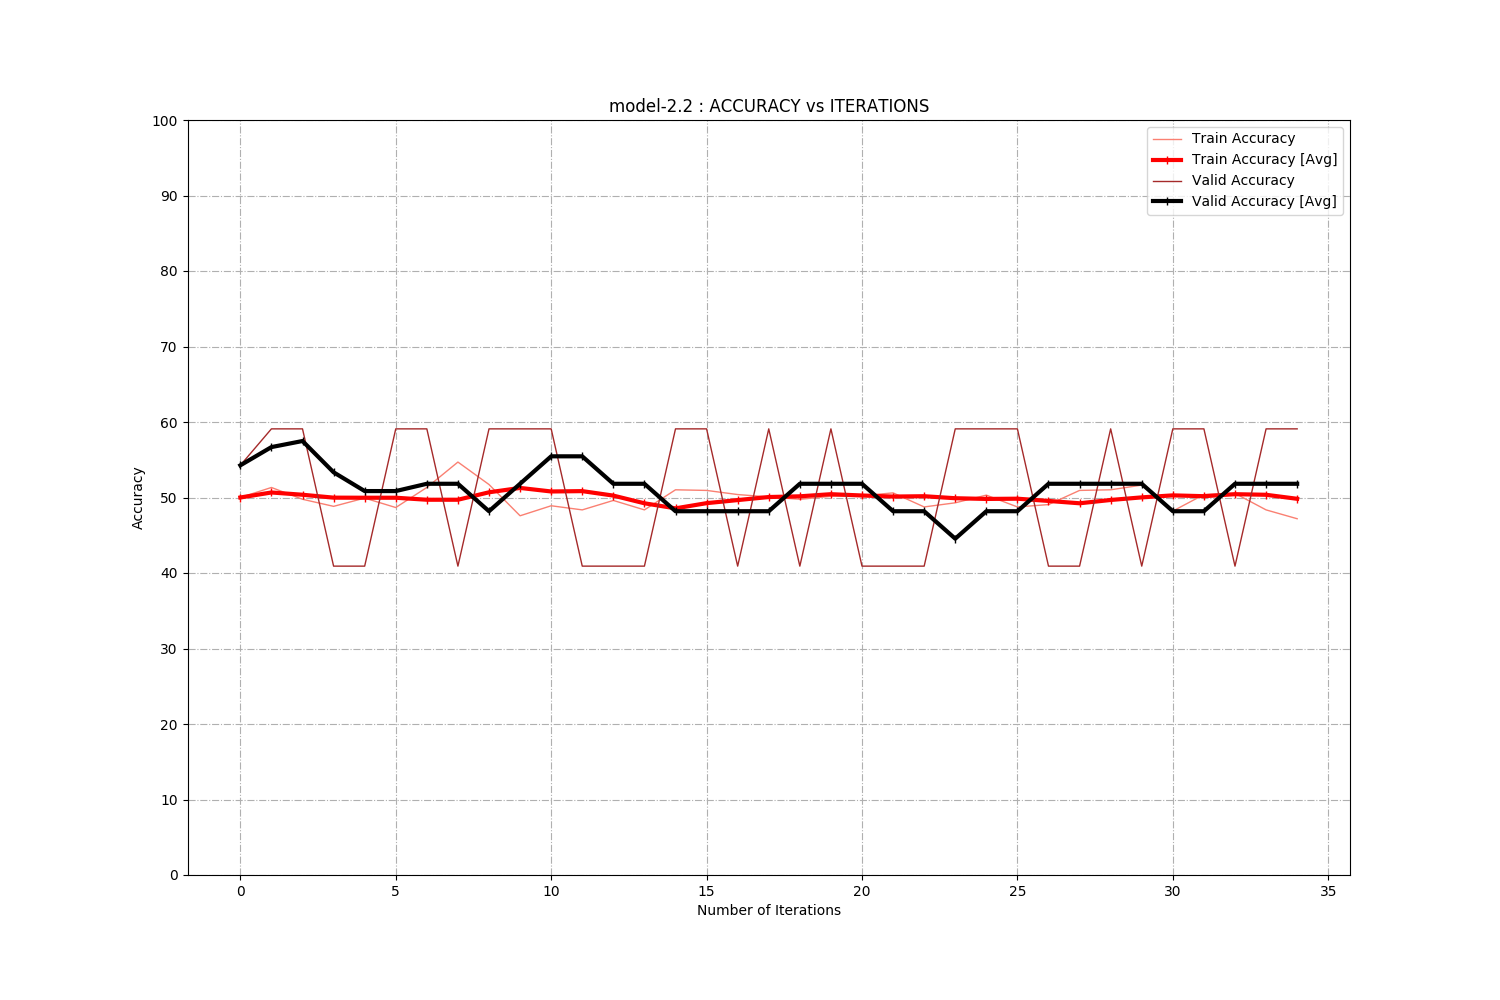 model-2.2 : ACCURACY vs ITERATIONS
100
90
80
70
60
50
40
30
20
10
0
Accuracy
Train Accuracy
Train Accuracy [Avg]
Valid Accuracy
Valid Accuracy [Avg]
0 5 10 15 20 25 30 35
Number of Iterations